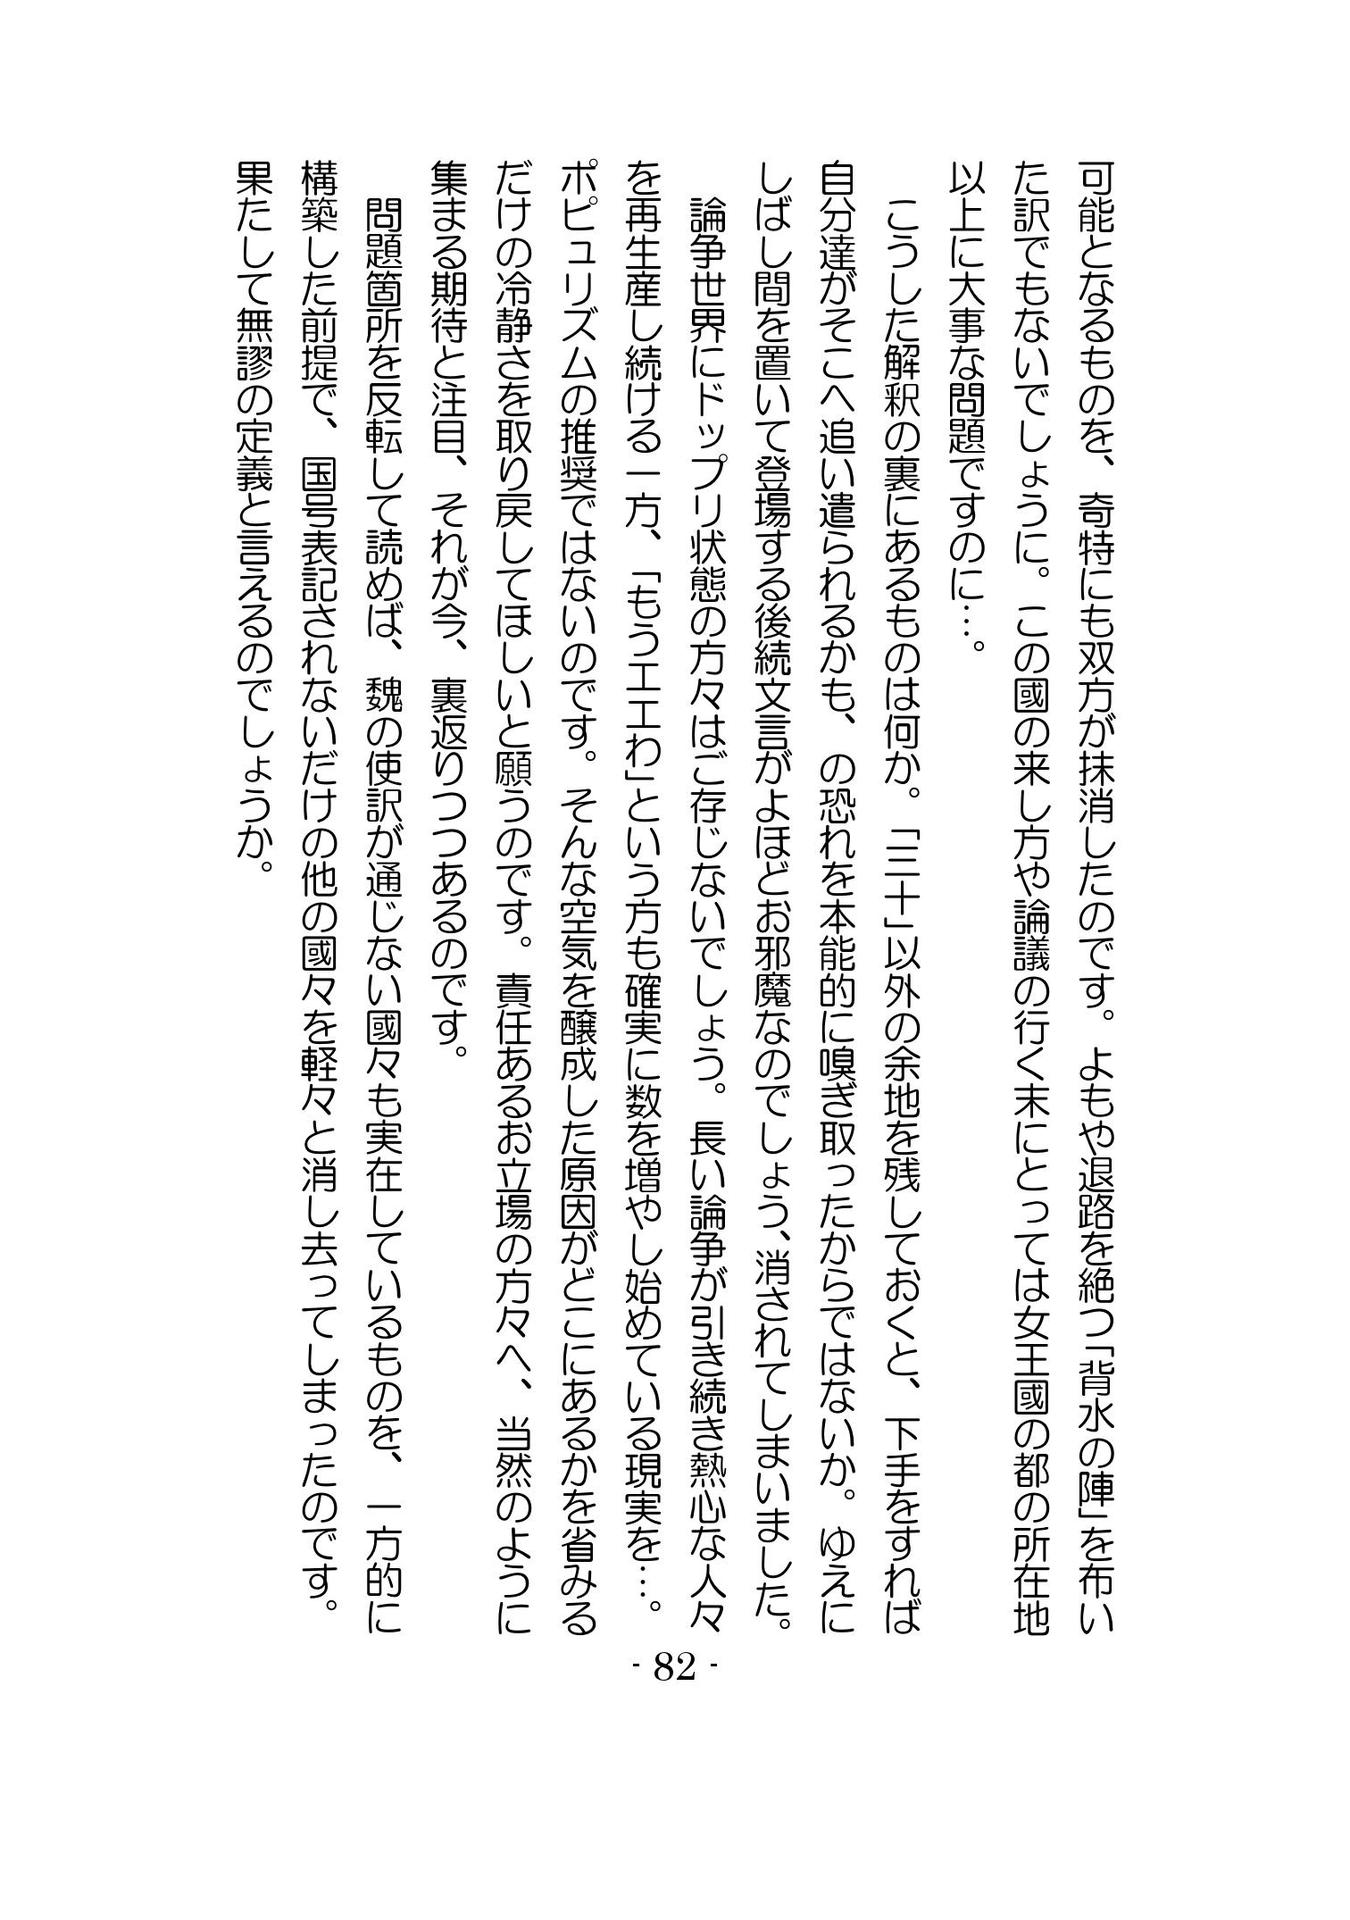 可能となるものを、奇特にも双方が抹消したのです。よもや退路を絶つ「背水の陣」を布い
た訳でもないでしょうに。この國の来し方や論議の行く末にとっては女王國の都の所在地
以上に大事な問題ですのに…。
　こうした解釈の裏にあるものは何か。「三十」以外の余地を残しておくと、下手をすれば
自分達がそこへ追い遣られるかも、の恐れを本能的に嗅ぎ取ったからではないか。ゆえに
しばし間を置いて登場する後続文言がよほどお邪魔なのでしょう、消されてしまいました。
　論争世界にドップリ状態の方々はご存じないでしょう。長い論争が引き続き熱心な人々
を再生産し続ける一方、「もうエエわ」という方も確実に数を増やし始めている現実を…。
ポピュリズムの推奨ではないのです。そんな空気を醸成した原因がどこにあるかを省みる
だけの冷静さを取り戻してほしいと願うのです。責任あるお立場の方々へ、当然のように
集まる期待と注目、それが今、裏返りつつあるのです。
　問題箇所を反転して読めば、魏の使訳が通じない國々も実在しているものを、一方的に
構築した前提で、国号表記されないだけの他の國々を軽々と消し去ってしまったのです。
果たして無謬の定義と言えるのでしょうか。
- 82 -